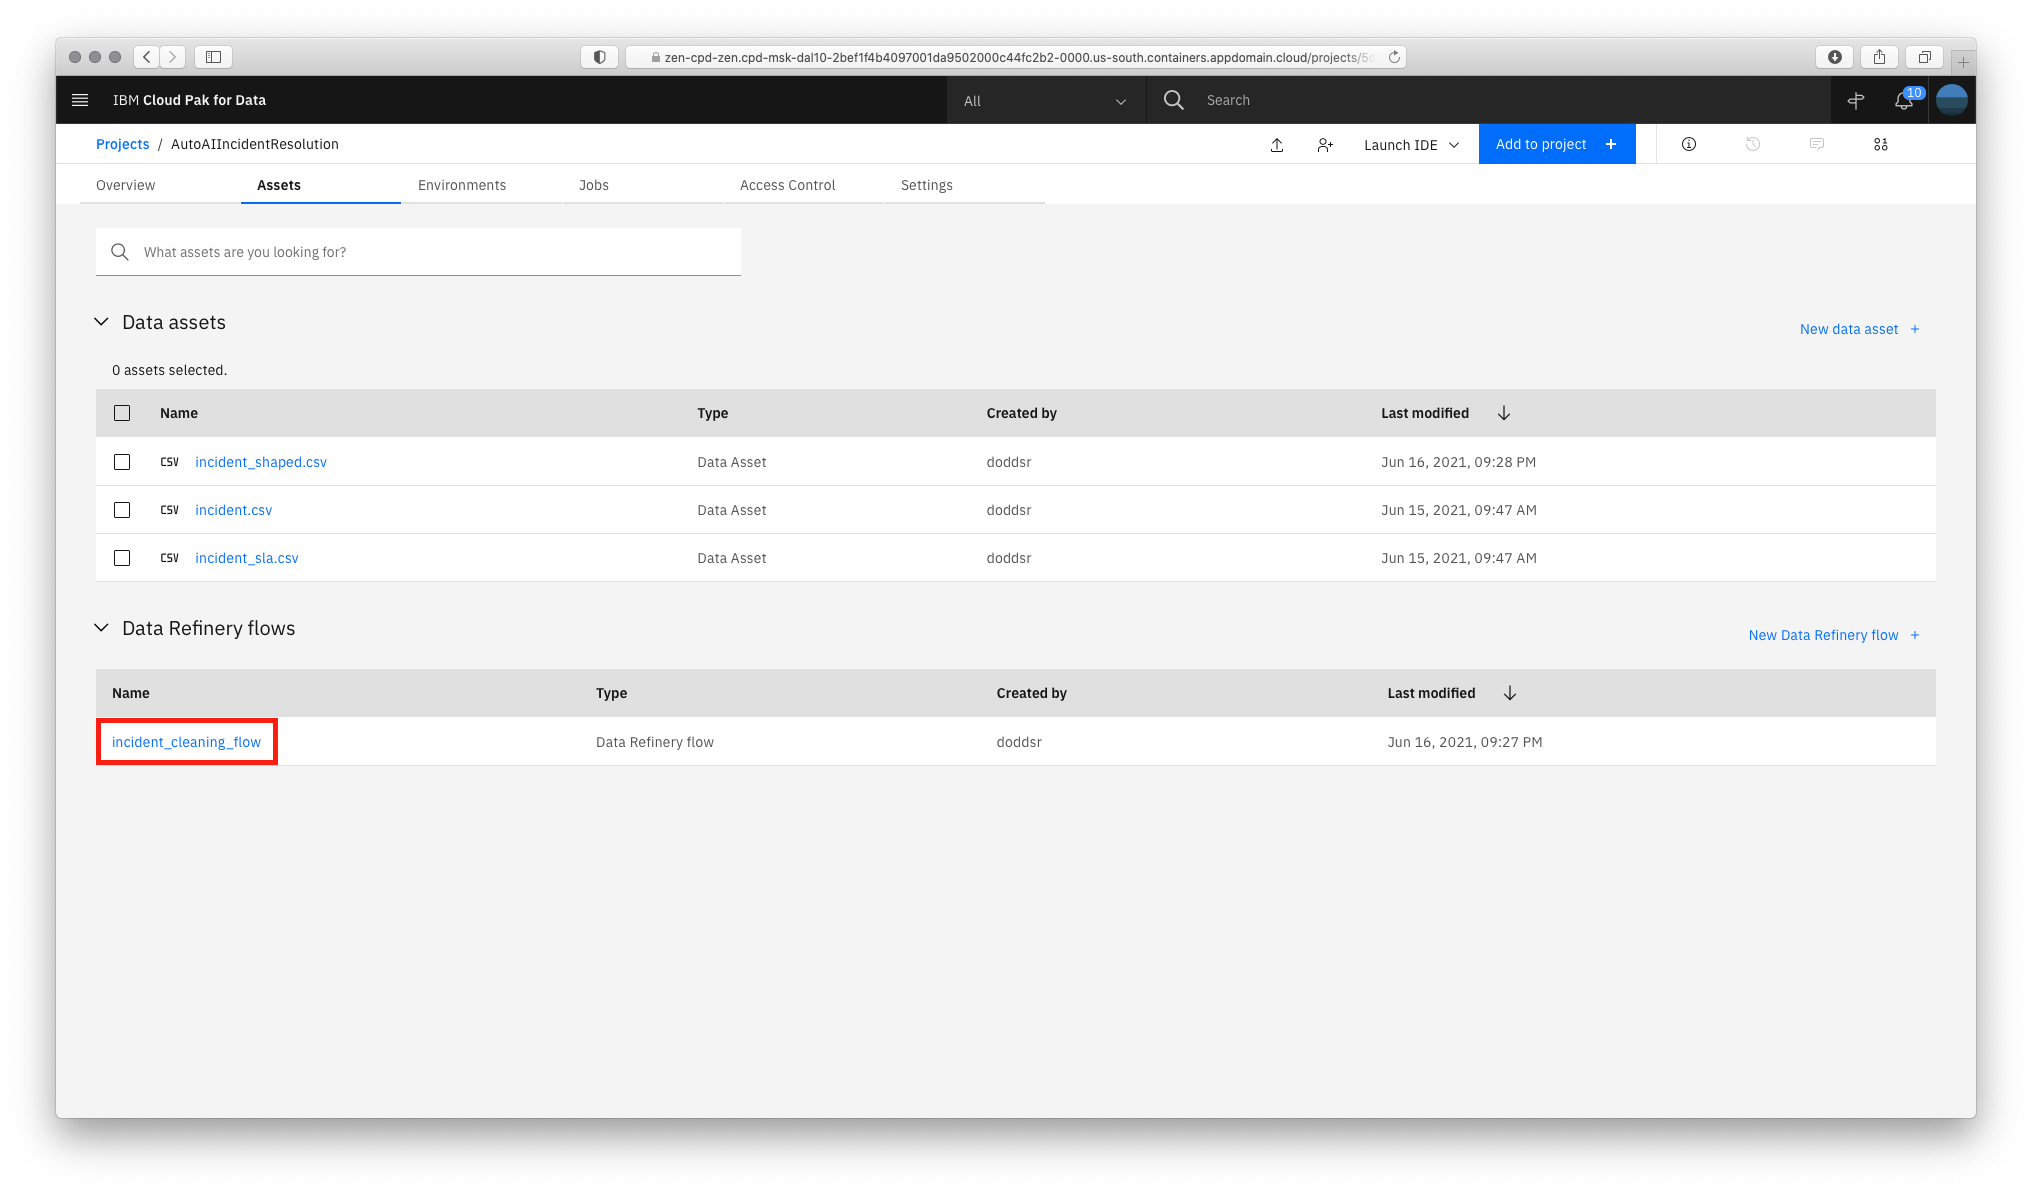 zen-cpd-zen.cpd-msk-dal10-2bef1f4b4097001da9502000c44fc2b2-0000.us-south.containers.appdomain.cloud/projects/
IBM Cloud Pak for Data All Search 10
Projects / AutoAIIncidentResolution Launch IDE Add to project +
Overview Assets Environments Jobs Access Control Settings
What assets are you looking for?
Data assets
New data asset +
0 assets selected.
Name Type Created by Last modified
CSV incident_shaped.csv Data Asset doddsr Jun 16, 2021, 09:28 PM
CSV incident.csv Data Asset doddsr Jun 15, 2021, 09:47 AM
CSV incident_sla.csv Data Asset doddsr Jun 15, 2021, 09:47 AM
Data Refinery flows
New Data Refinery flow +
Name Type Created by Last modified
incident_cleaning_flow Data Refinery flow doddsr Jun 16, 2021, 09:27 PM